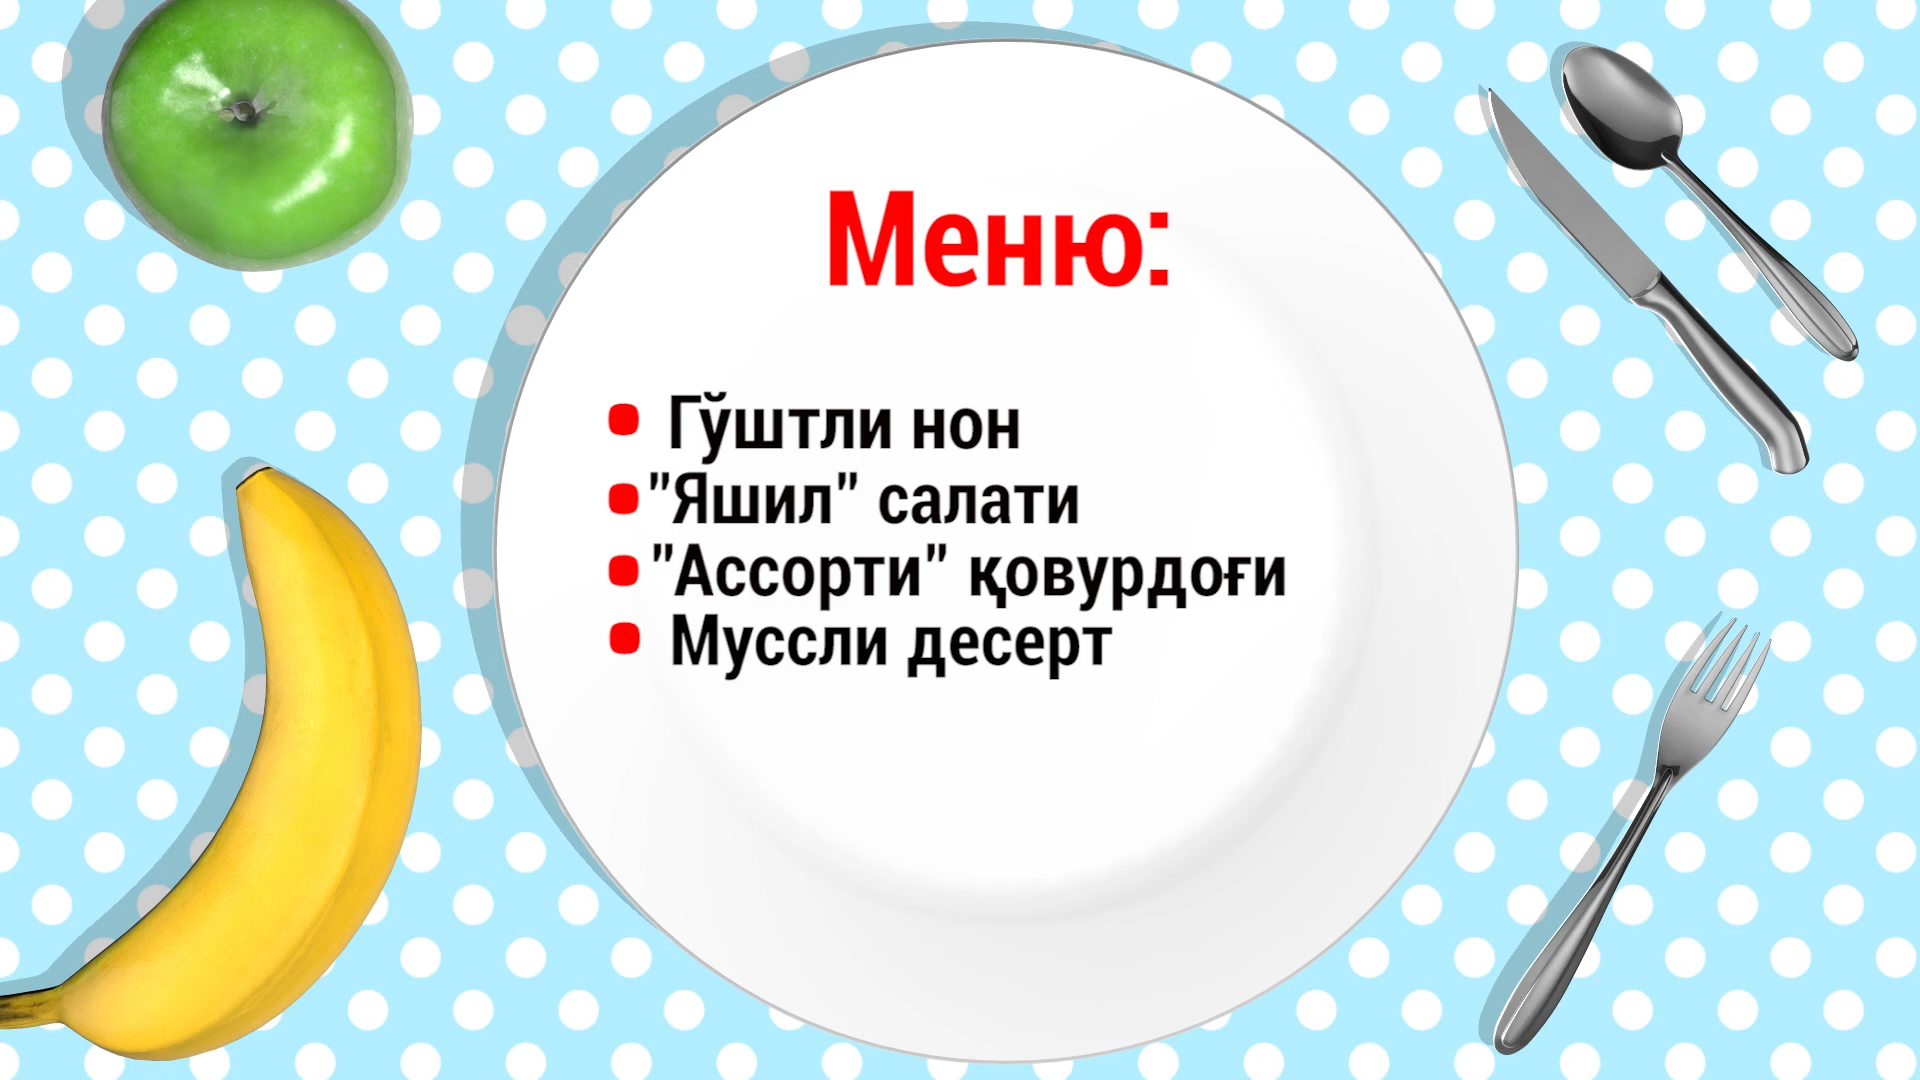 Меню:
• Гўштли нон
• "Яшил" салати
• "Ассорти" қовурдоғи
• Муссли десерт